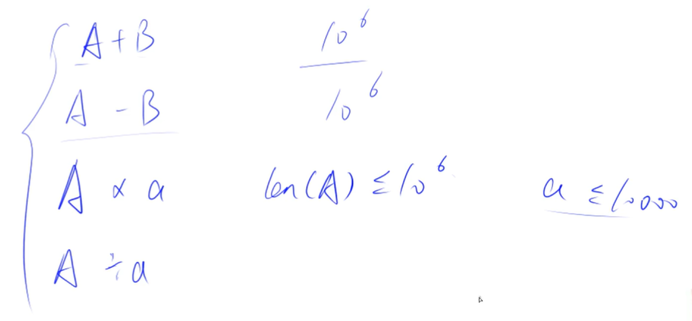 A + B 10^6
A - B 10^6
A × a len(A) ≤ 10^6 a ≤ 10000
A ÷ a